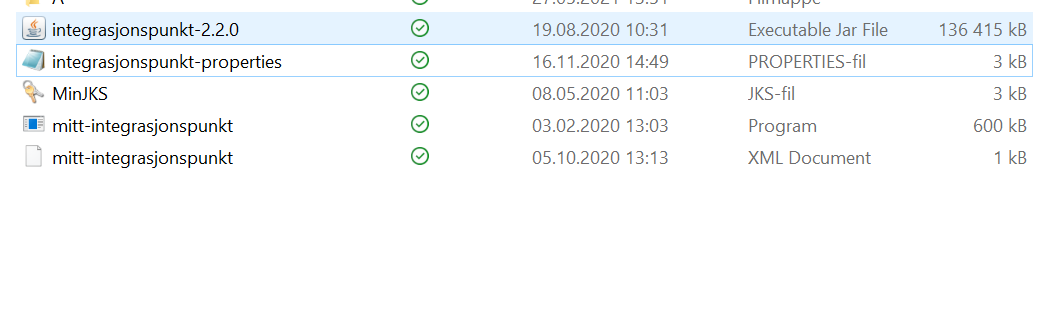 integrasjonspunkt-2.2.0 19.08.2020 10:31 Executable Jar File 136 415 kB
integrasjonspunkt-properties 16.11.2020 14:49 PROPERTIES-fil 3 kB
MinJKS 08.05.2020 11:03 JKS-fil 3 kB
mitt-integrasjonspunkt 03.02.2020 13:03 Program 600 kB
mitt-integrasjonspunkt 05.10.2020 13:13 XML Document 1 kB